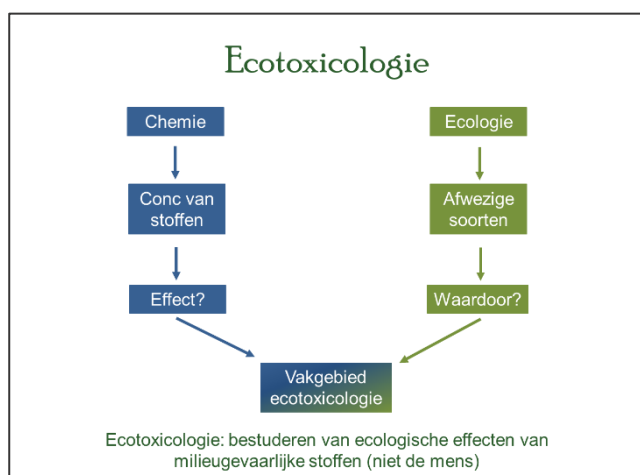 Ecotoxicologie
Chemie
Ecologie
Conc van
stoffen
Afwezige
soorten
Effect?
Waardoor?
Vakgebied
ecotoxicologie
Ecotoxicologie: bestuderen van ecologische effecten van
milieugevaarlijke stoffen (niet de mens)